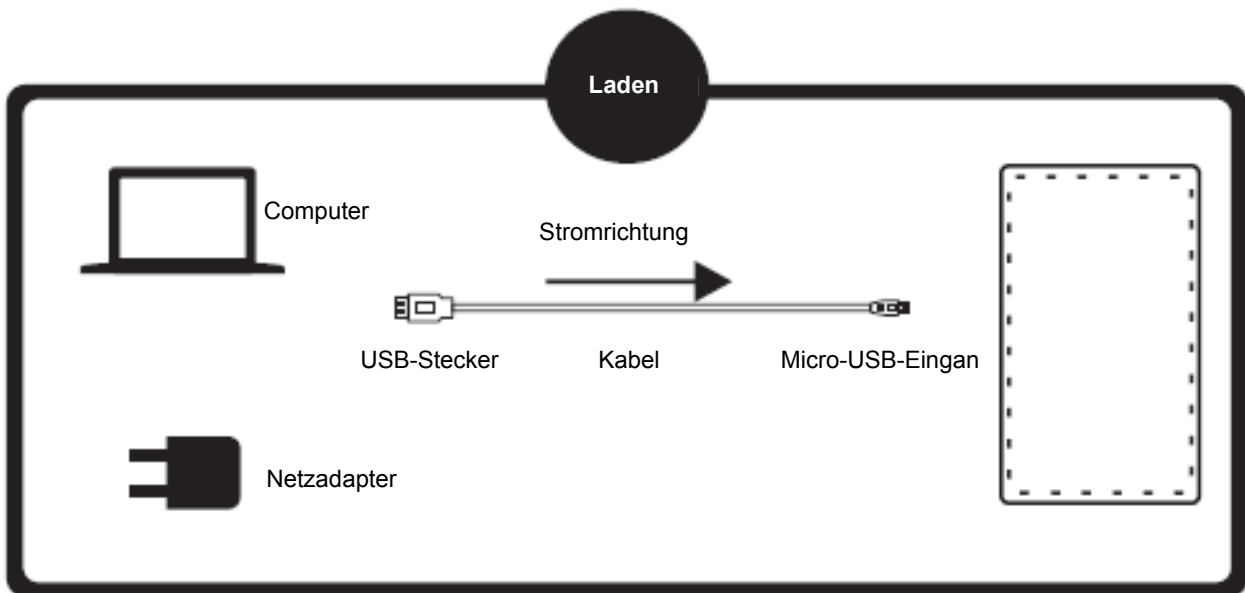 Laden
Computer
Stromrichtung
USB-Stecker
Kabel
Micro-USB-Eingan
Netzadapter